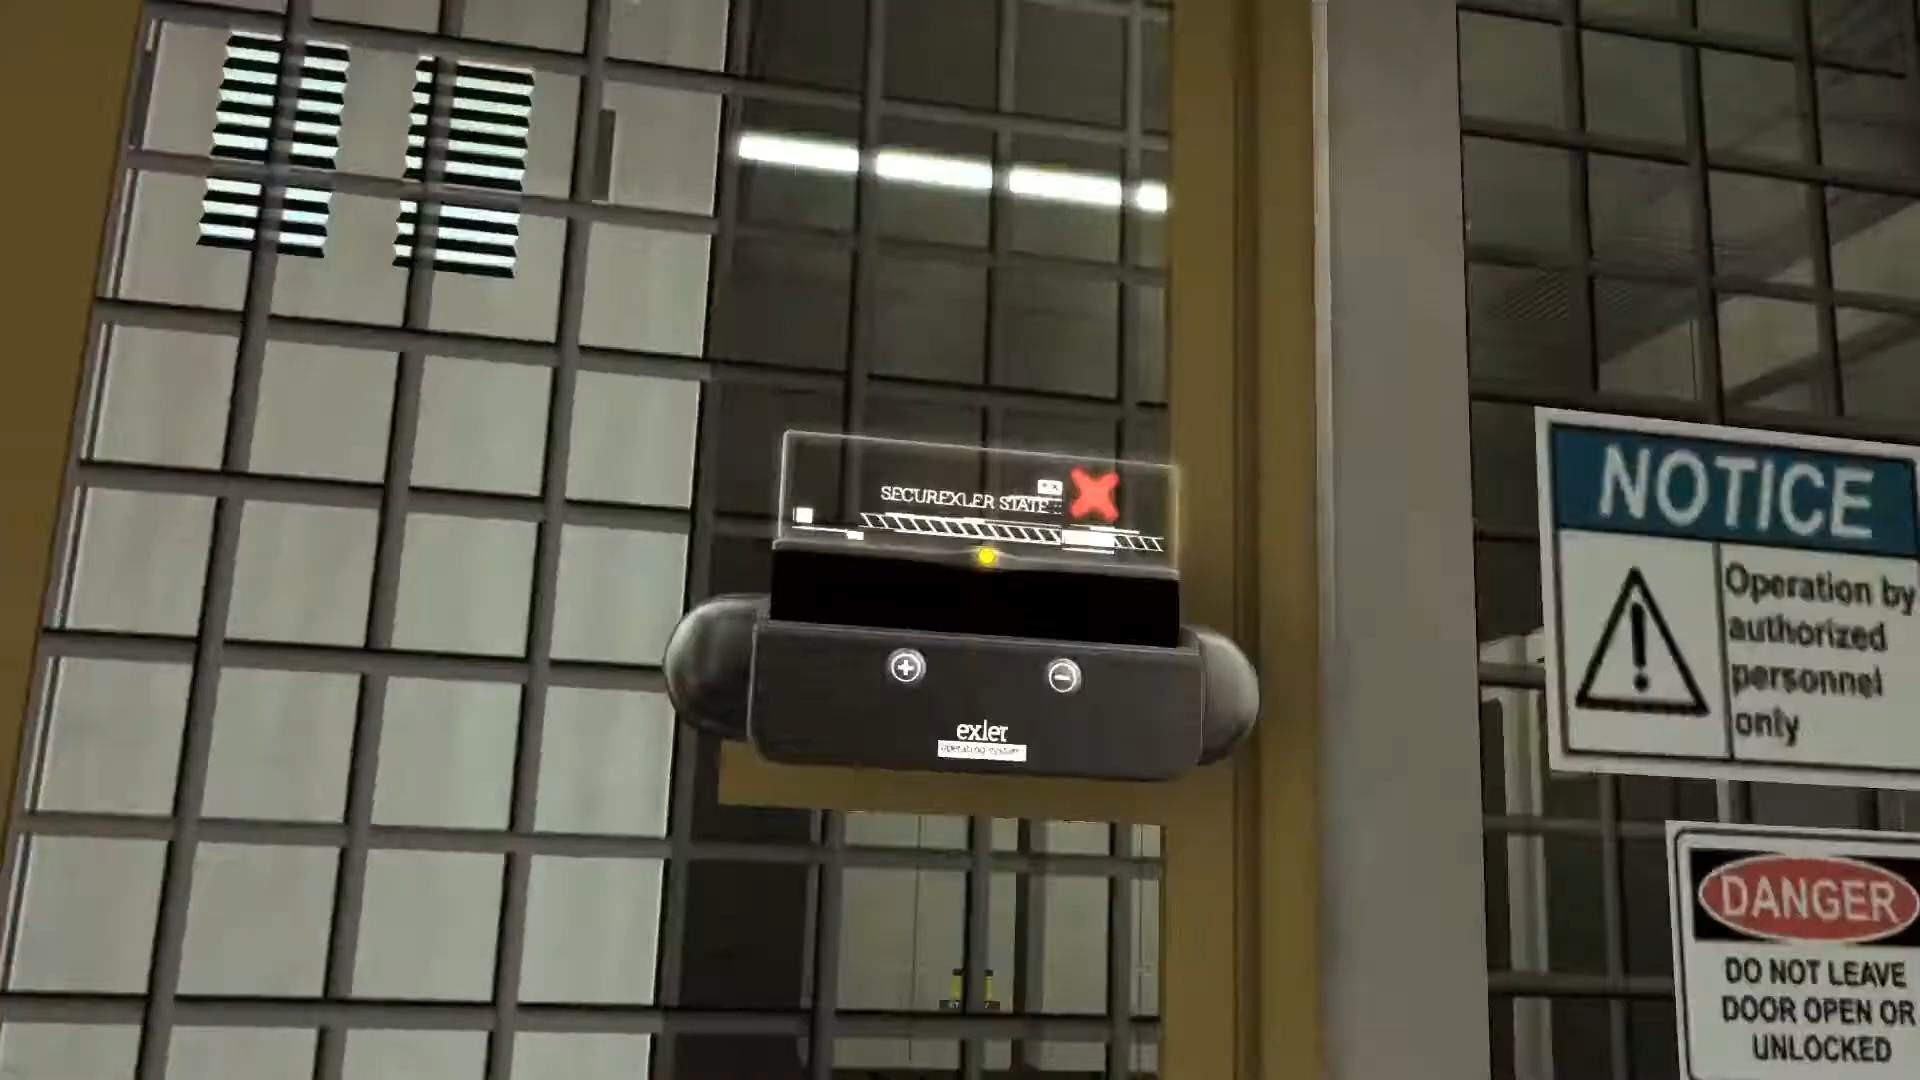 SECUREXLER STATE
exler
operating system
NOTICE
Operation by
authorized
personnel
only
DANGER
DO NOT LEAVE
DOOR OPEN OR
UNLOCKED